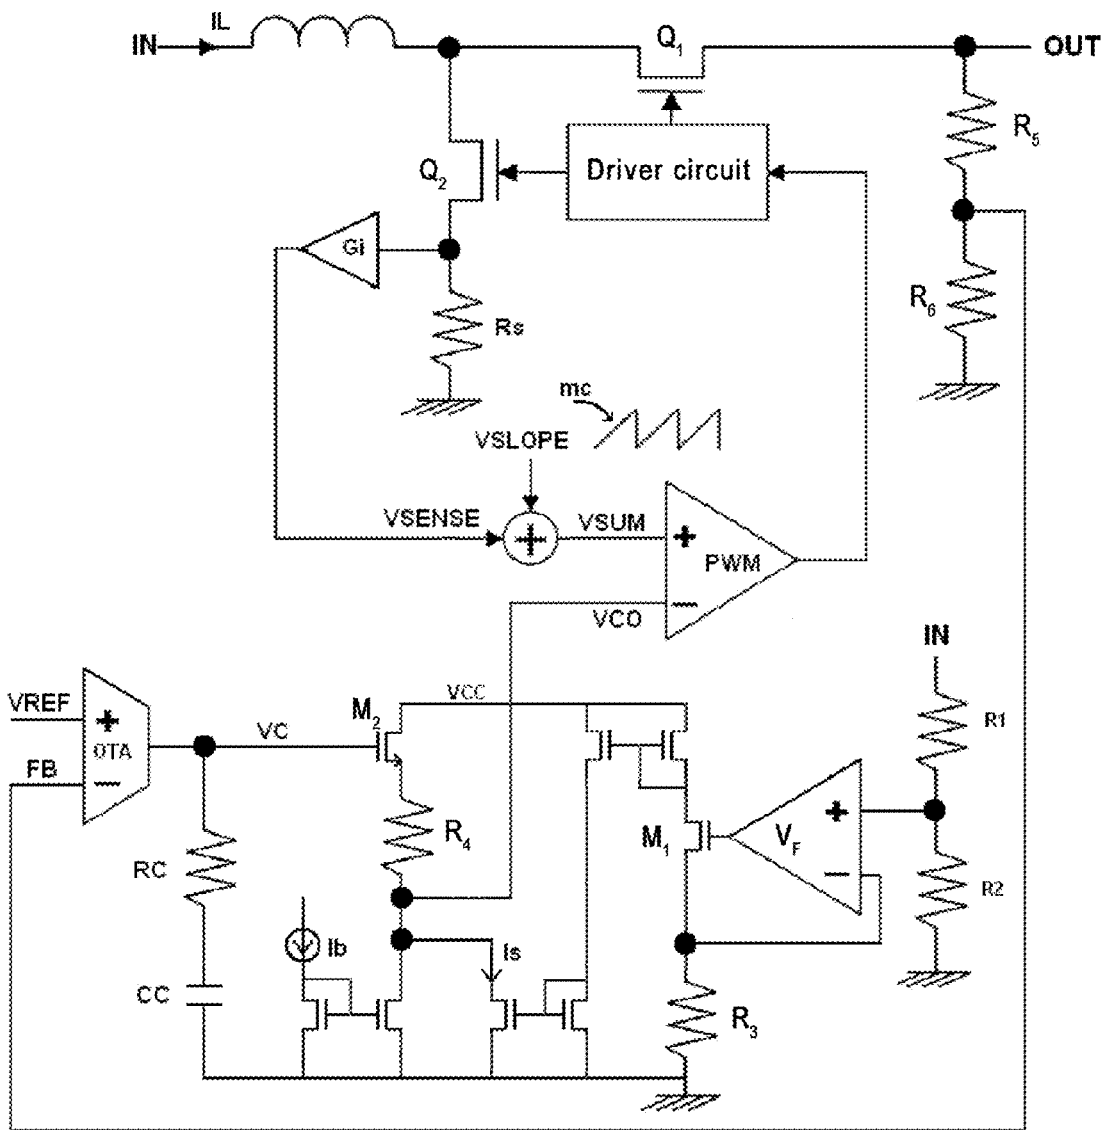 IL
IN
Q1
OUT
R5
Driver circuit
Q2
Gi
R6
Rs
mc
VSLOPE
VSENSE
+
VSUM
+
PWM
−
VCO
IN
VREF
+
OTA
FB
−
VC
M2
VCC
R1
R4
M1
+
VF
−
RC
R2
Ib
Is
CC
R3